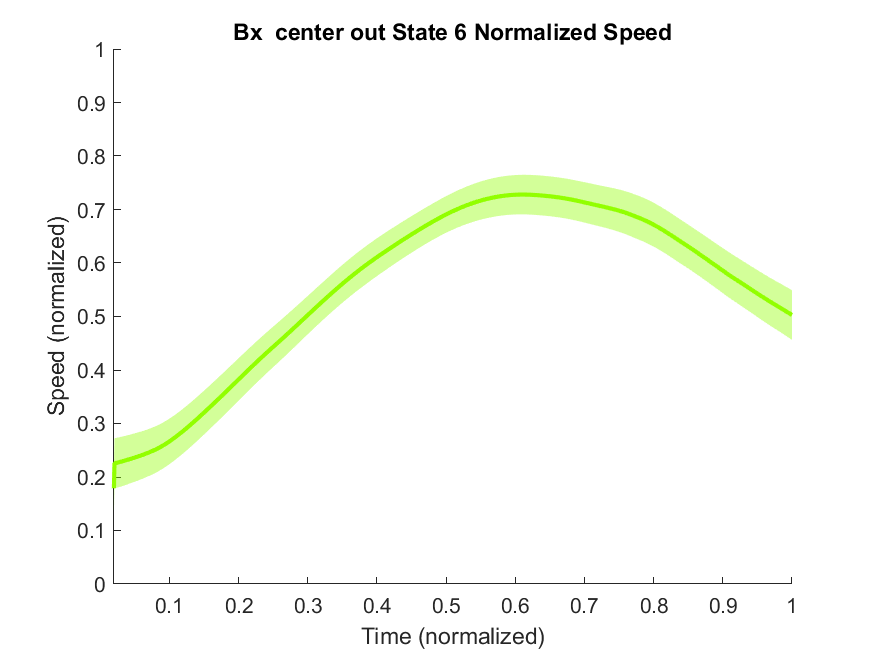 Bx  center out State 6 Normalized Speed
1
0.9
0.8
0.7
0.6
0.5
0.4
0.3
0.2
0.1
0
Speed (normalized)
0.1 0.2 0.3 0.4 0.5 0.6 0.7 0.8 0.9 1
Time (normalized)